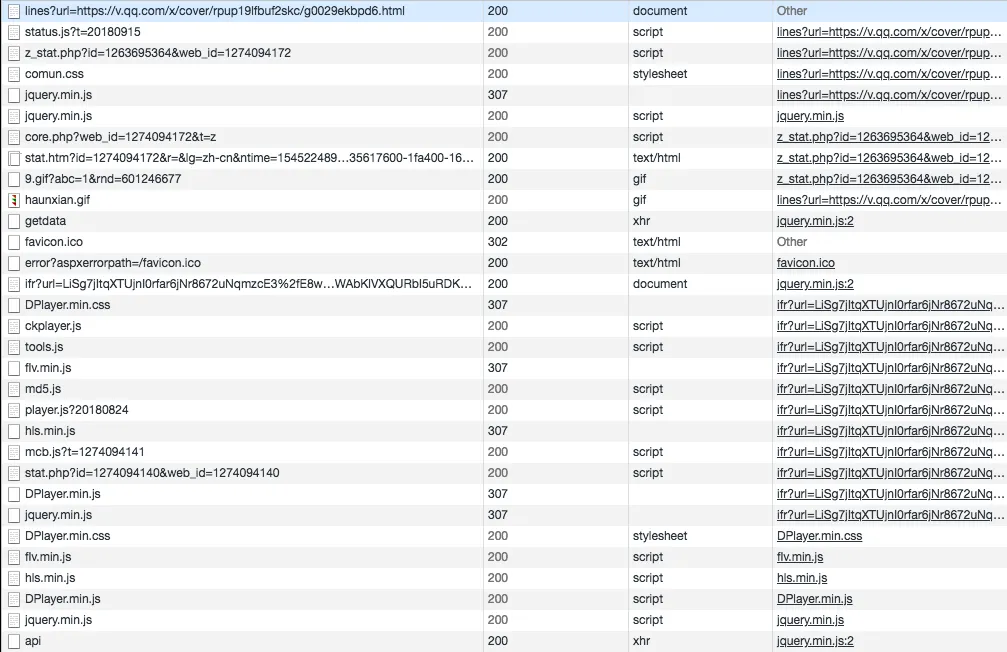 lines?url=https://v.qq.com/x/cover/rpup19lfbuf2skc/g0029ekbpd6.html 200 document Other
status.js?t=20180915 200 script lines?url=https://v.qq.com/x/cover/rpup...
z_stat.php?id=1263695364&web_id=1274094172 200 script lines?url=https://v.qq.com/x/cover/rpup...
comun.css 200 stylesheet lines?url=https://v.qq.com/x/cover/rpup...
jquery.min.js 307 lines?url=https://v.qq.com/x/cover/rpup...
jquery.min.js 200 script jquery.min.js
core.php?web_id=1274094172&t=z 200 script z_stat.php?id=1263695364&web_id=12...
stat.htm?id=1274094172&r=&lg=zh-cn&ntime=154522489…35617600-1fa400-16... 200 text/html z_stat.php?id=1263695364&web_id=12...
9.gif?abc=1&rnd=601246677 200 gif z_stat.php?id=1263695364&web_id=12...
haunxian.gif 200 gif lines?url=https://v.qq.com/x/cover/rpup...
getdata 200 xhr jquery.min.js:2
favicon.ico 302 text/html Other
error?aspxerrorpath=/favicon.ico 200 text/html favicon.ico
ifr?url=LiSg7jItqXTUjnI0rfar6jNr8672uNqmzcE3%2fE8w…WAbKlVXQURbI5uRDK... 200 document jquery.min.js:2
DPlayer.min.css 307 ifr?url=LiSg7jItqXTUjnI0rfar6jNr8672uNq...
ckplayer.js 200 script ifr?url=LiSg7jItqXTUjnI0rfar6jNr8672uNq...
tools.js 200 script ifr?url=LiSg7jItqXTUjnI0rfar6jNr8672uNq...
flv.min.js 307 ifr?url=LiSg7jItqXTUjnI0rfar6jNr8672uNq...
md5.js 200 script ifr?url=LiSg7jItqXTUjnI0rfar6jNr8672uNq...
player.js?20180824 200 script ifr?url=LiSg7jItqXTUjnI0rfar6jNr8672uNq...
hls.min.js 307 ifr?url=LiSg7jItqXTUjnI0rfar6jNr8672uNq...
mcb.js?t=1274094141 200 script ifr?url=LiSg7jItqXTUjnI0rfar6jNr8672uNq...
stat.php?id=1274094140&web_id=1274094140 200 script ifr?url=LiSg7jItqXTUjnI0rfar6jNr8672uNq...
DPlayer.min.js 307 ifr?url=LiSg7jItqXTUjnI0rfar6jNr8672uNq...
jquery.min.js 307 ifr?url=LiSg7jItqXTUjnI0rfar6jNr8672uNq...
DPlayer.min.css 200 stylesheet DPlayer.min.css
flv.min.js 200 script flv.min.js
hls.min.js 200 script hls.min.js
DPlayer.min.js 200 script DPlayer.min.js
jquery.min.js 200 script jquery.min.js
api 200 xhr jquery.min.js:2